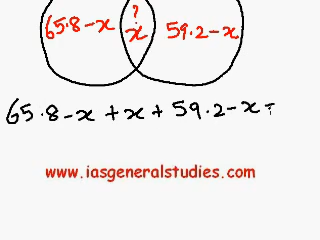 ?
65.8-x x 59.2-x
65.8-x+x+59.2-x=
www.iasgeneralstudies.com